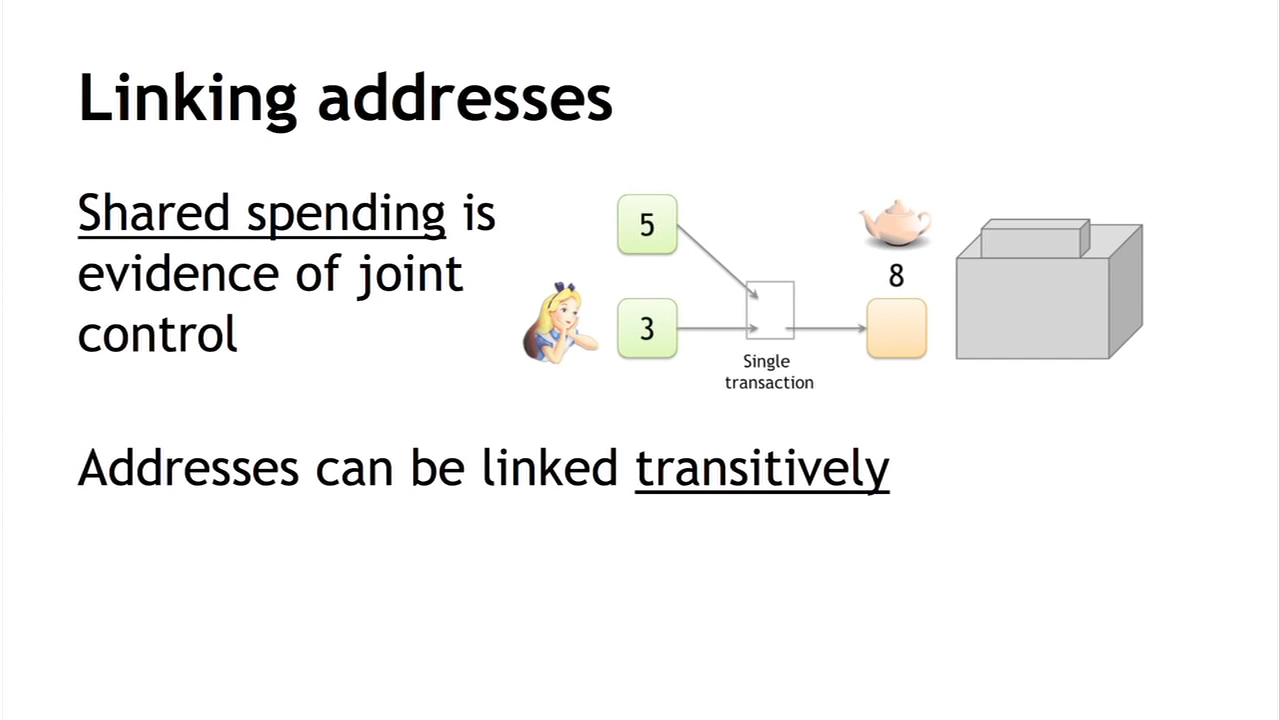 Linking addresses
Shared spending is
evidence of joint
control
5
3
Single
transaction
8
Addresses can be linked transitively